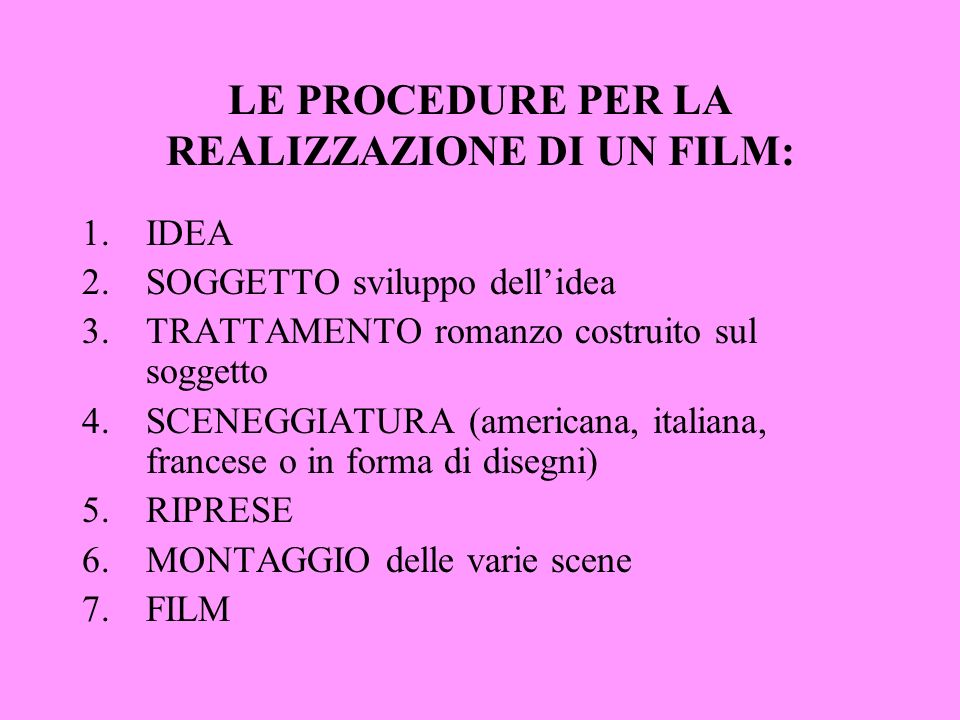 LE PROCEDURE PER LA
REALIZZAZIONE DI UN FILM:
1. IDEA
2. SOGGETTO sviluppo dell’idea
3. TRATTAMENTO romanzo costruito sul
soggetto
4. SCENEGGIATURA (americana, italiana,
francese o in forma di disegni)
5. RIPRESE
6. MONTAGGIO delle varie scene
7. FILM